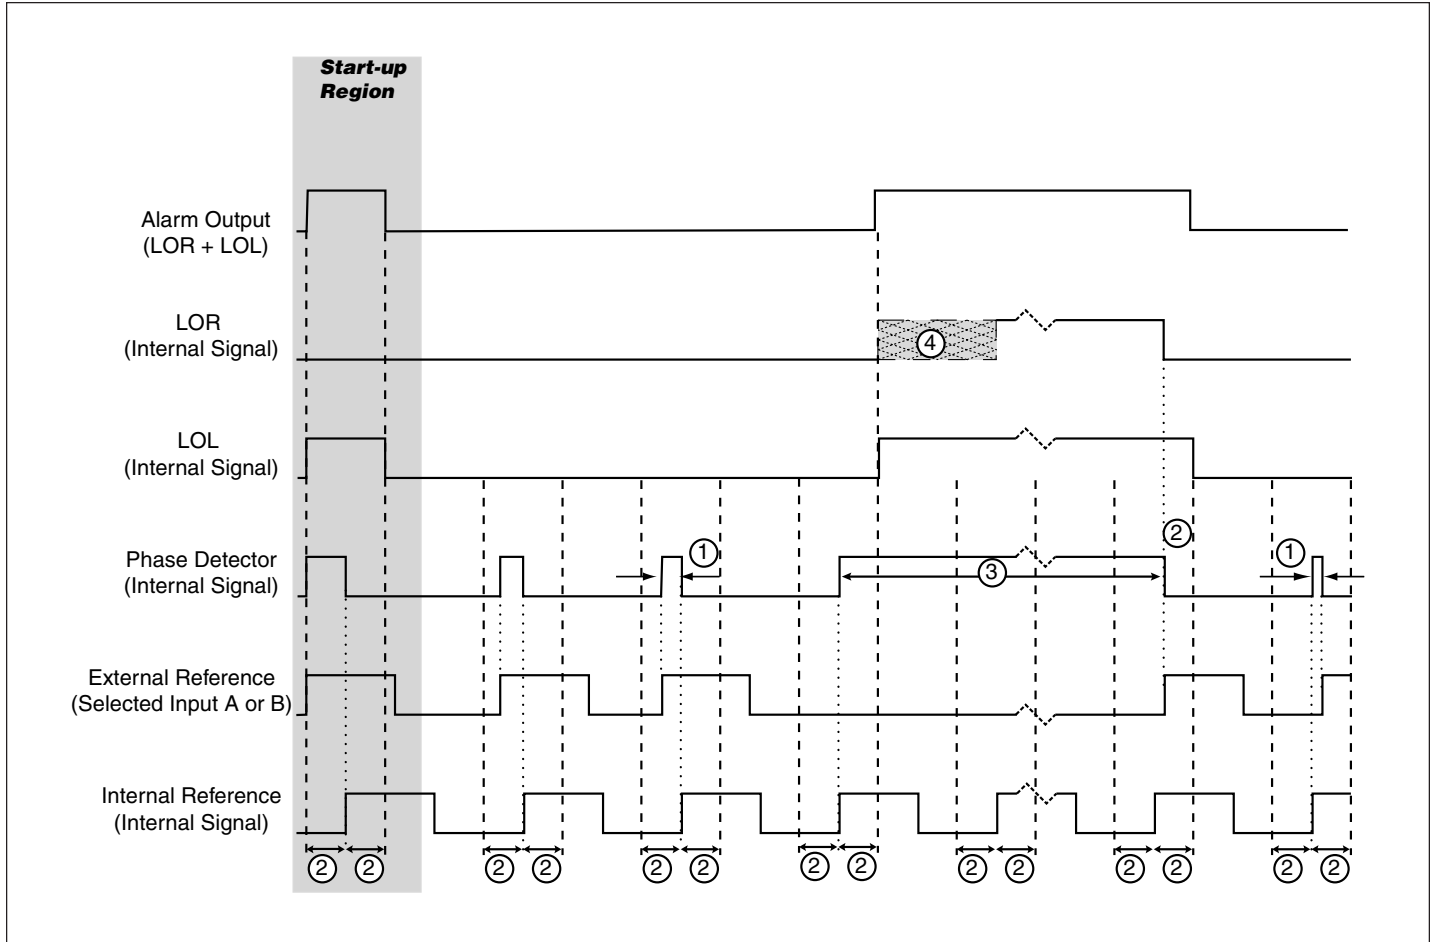 Start-up
Region
Alarm Output
(LOR + LOL)
LOR
(Internal Signal)
4
LOL
(Internal Signal)
Phase Detector
(Internal Signal)
1
3
2
1
External Reference
(Selected Input A or B)
Internal Reference
(Internal Signal)
2 2 2 2 2 2 2 2 2 2 2 2 2 2